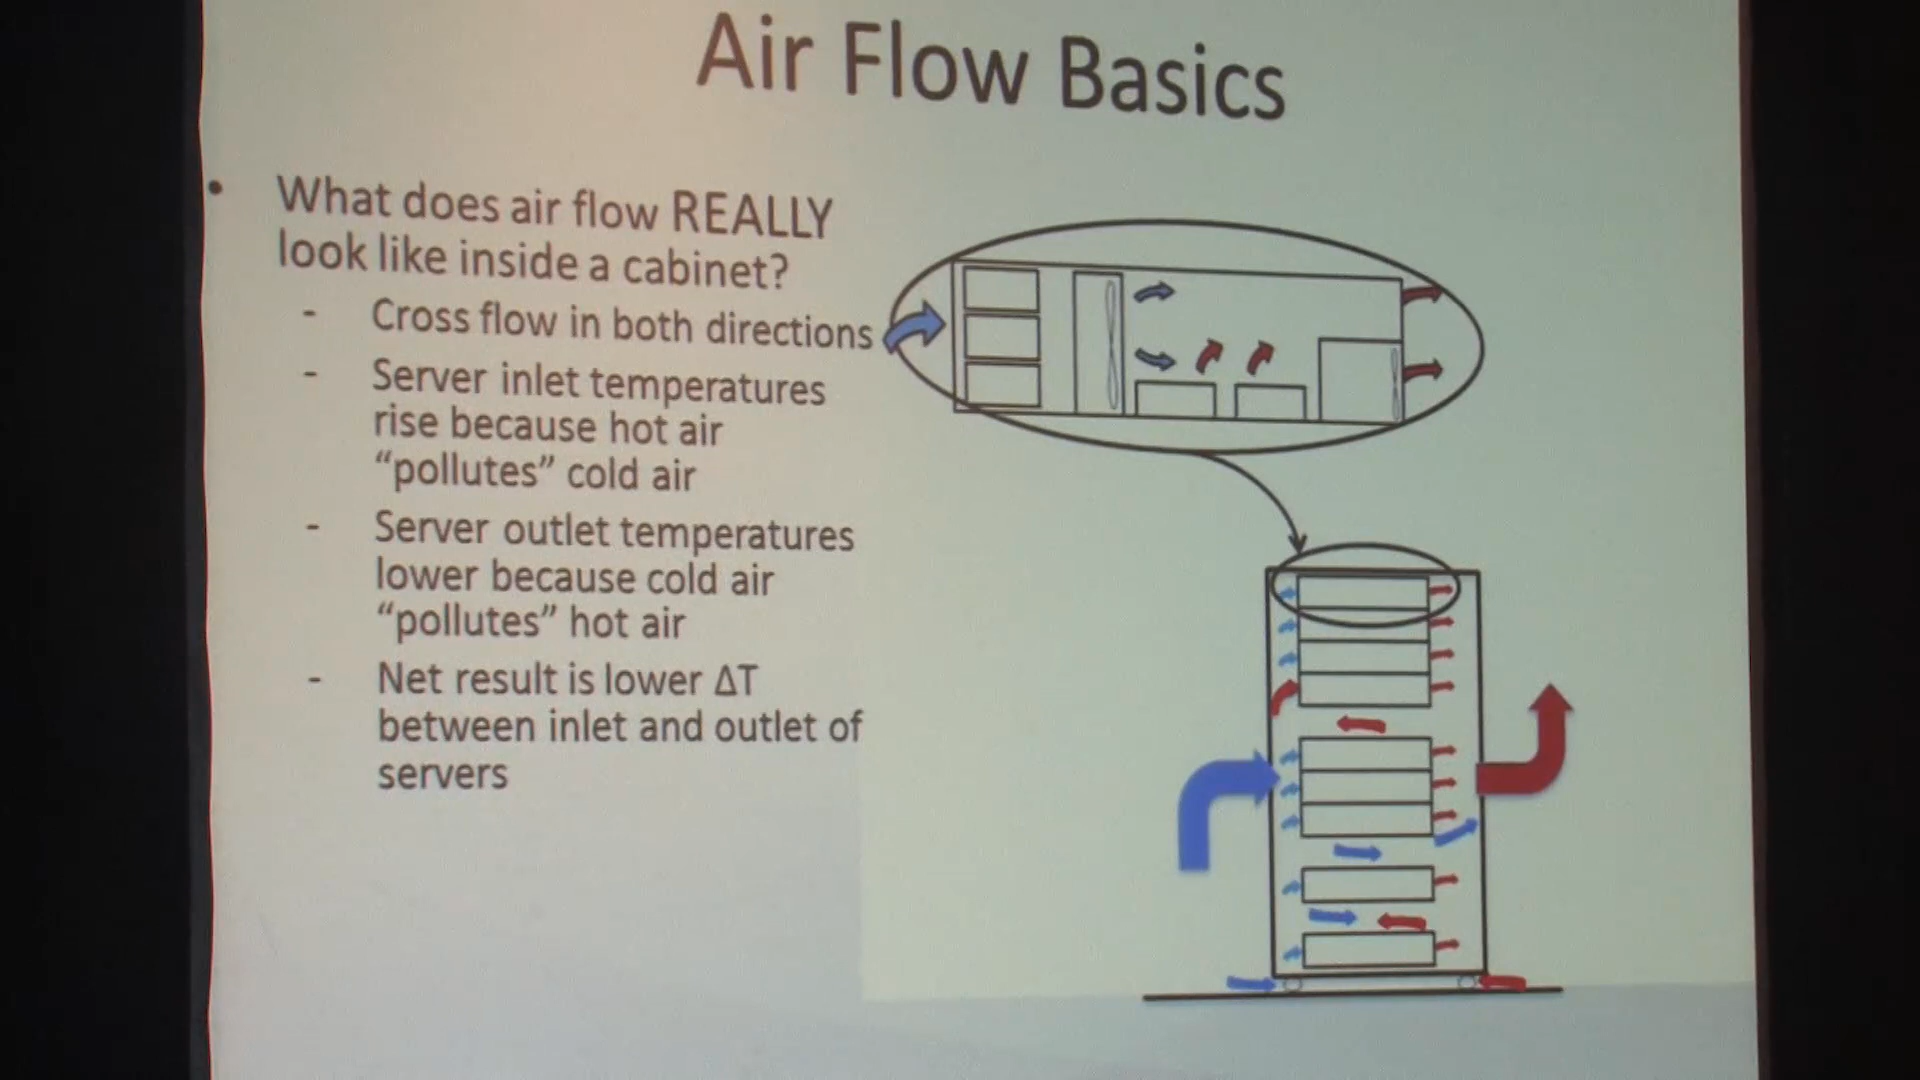 Air Flow Basics
• What does air flow REALLY
look like inside a cabinet?
- Cross flow in both directions
- Server inlet temperatures
rise because hot air
“pollutes” cold air
- Server outlet temperatures
lower because cold air
“pollutes” hot air
- Net result is lower ΔT
between inlet and outlet of
servers